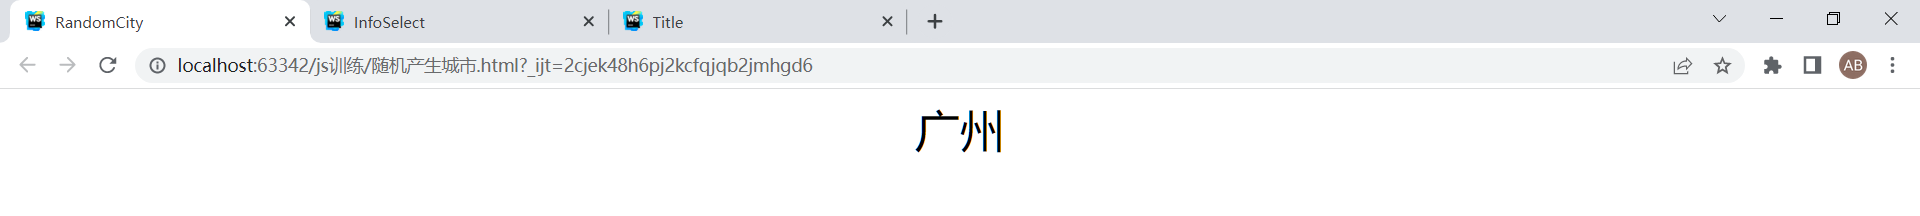 RandomCity
InfoSelect
Title
localhost:63342/js训练/随机产生城市.html?_ijt=2cjek48h6pj2kcfqjqb2jmhgd6
AB
广州